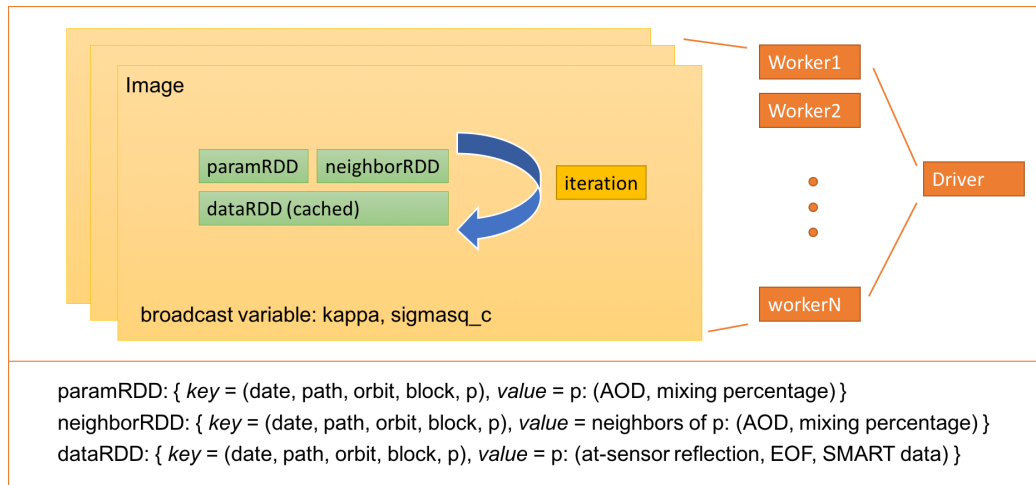 Image
paramRDD
neighborRDD
dataRDD (cached)
iteration
broadcast variable: kappa, sigmasq_c
Worker1
Worker2
workerN
Driver
paramRDD: { key = (date, path, orbit, block, p), value = p: (AOD, mixing percentage) }
neighborRDD: { key = (date, path, orbit, block, p), value = neighbors of p: (AOD, mixing percentage) }
dataRDD: { key = (date, path, orbit, block, p), value = p: (at-sensor reflection, EOF, SMART data) }